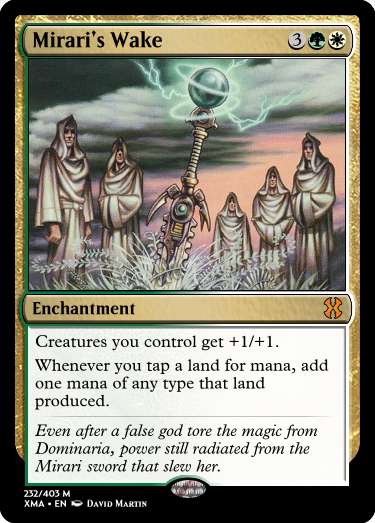 Mirari's Wake 3
Enchantment
Creatures you control get +1/+1.
Whenever you tap a land for mana, add
one mana of any type that land
produced.
Even after a false god tore the magic from
Dominaria, power still radiated from the
Mirari sword that slew her.
232/403 M
XMA • EN David Martin